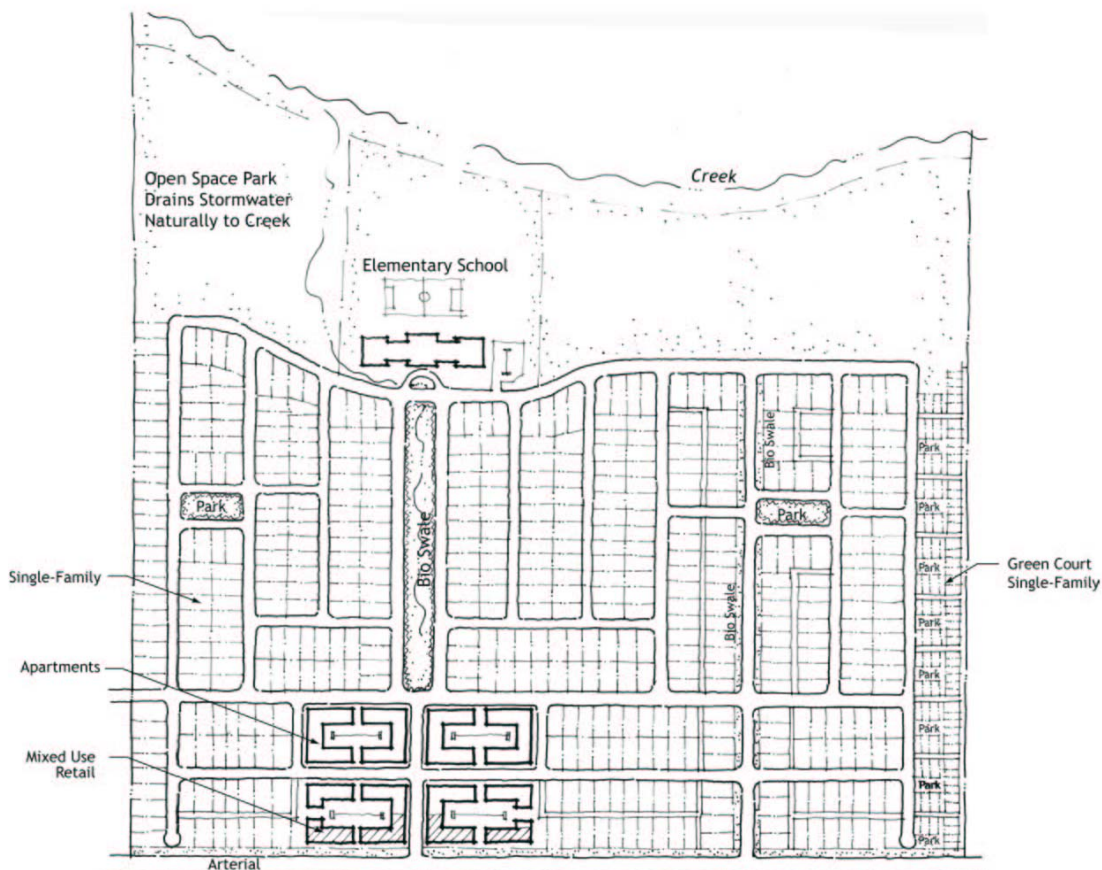 Creek
Open Space Park
Drains Stormwater
Naturally to Creek
Elementary School
Bio Swale
Park
Park
Park
Park
Bio Swale
Park
Single-Family
Green Court
Single-Family
Park
Bio Swale
Park
Park
Apartments
Park
Mixed Use
Retail
Park
Park
Arterial